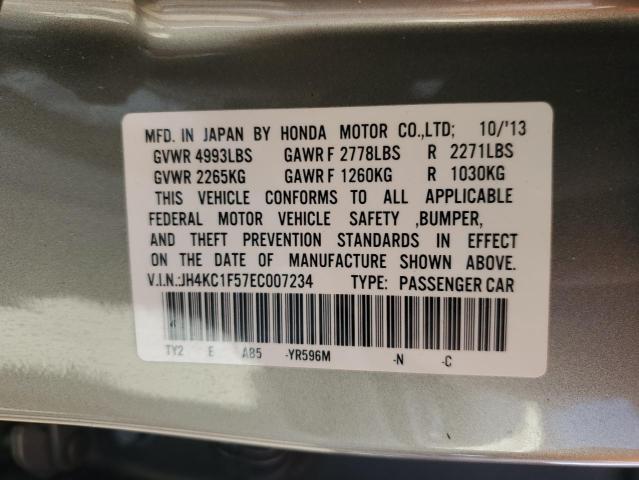 MFD. IN JAPAN BY HONDA MOTOR CO.,LTD; 10/'13
GVWR 4993LBS GAWR F 2778LBS R 2271LBS
GVWR 2265KG GAWR F 1260KG R 1030KG
THIS VEHICLE CONFORMS TO ALL APPLICABLE
FEDERAL MOTOR VEHICLE SAFETY ,BUMPER,
AND THEFT PREVENTION STANDARDS IN EFFECT
ON THE DATE OF MANUFACTURE SHOWN ABOVE.
V.I.N.:JH4KC1F57EC007234 TYPE: PASSENGER CAR
TY2 E A85 -YR596M -N -C